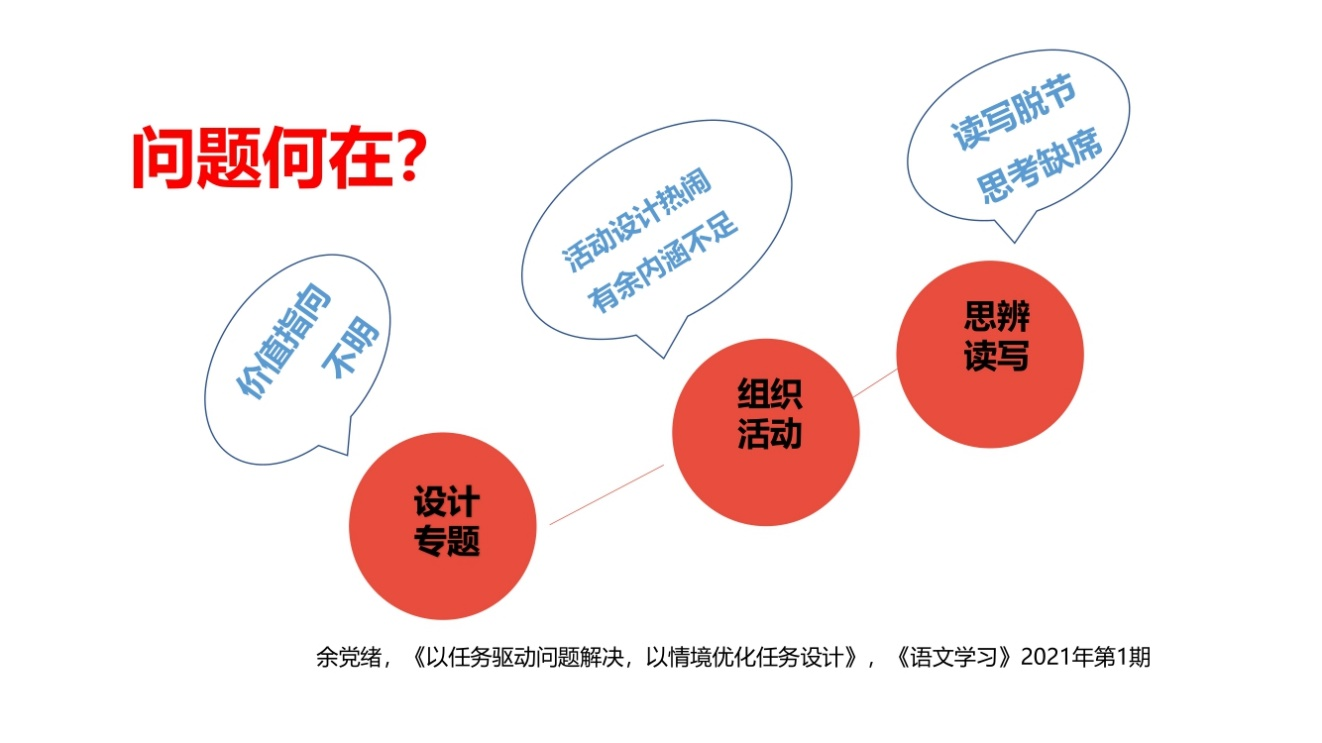 问题何在?
价值指向
不明
活动设计热闹
有余内涵不足
读写脱节
思考缺席
设计
专题
组织
活动
思辨
读写
余党绪，《以任务驱动问题解决，以情境优化任务设计》，《语文学习》2021年第1期